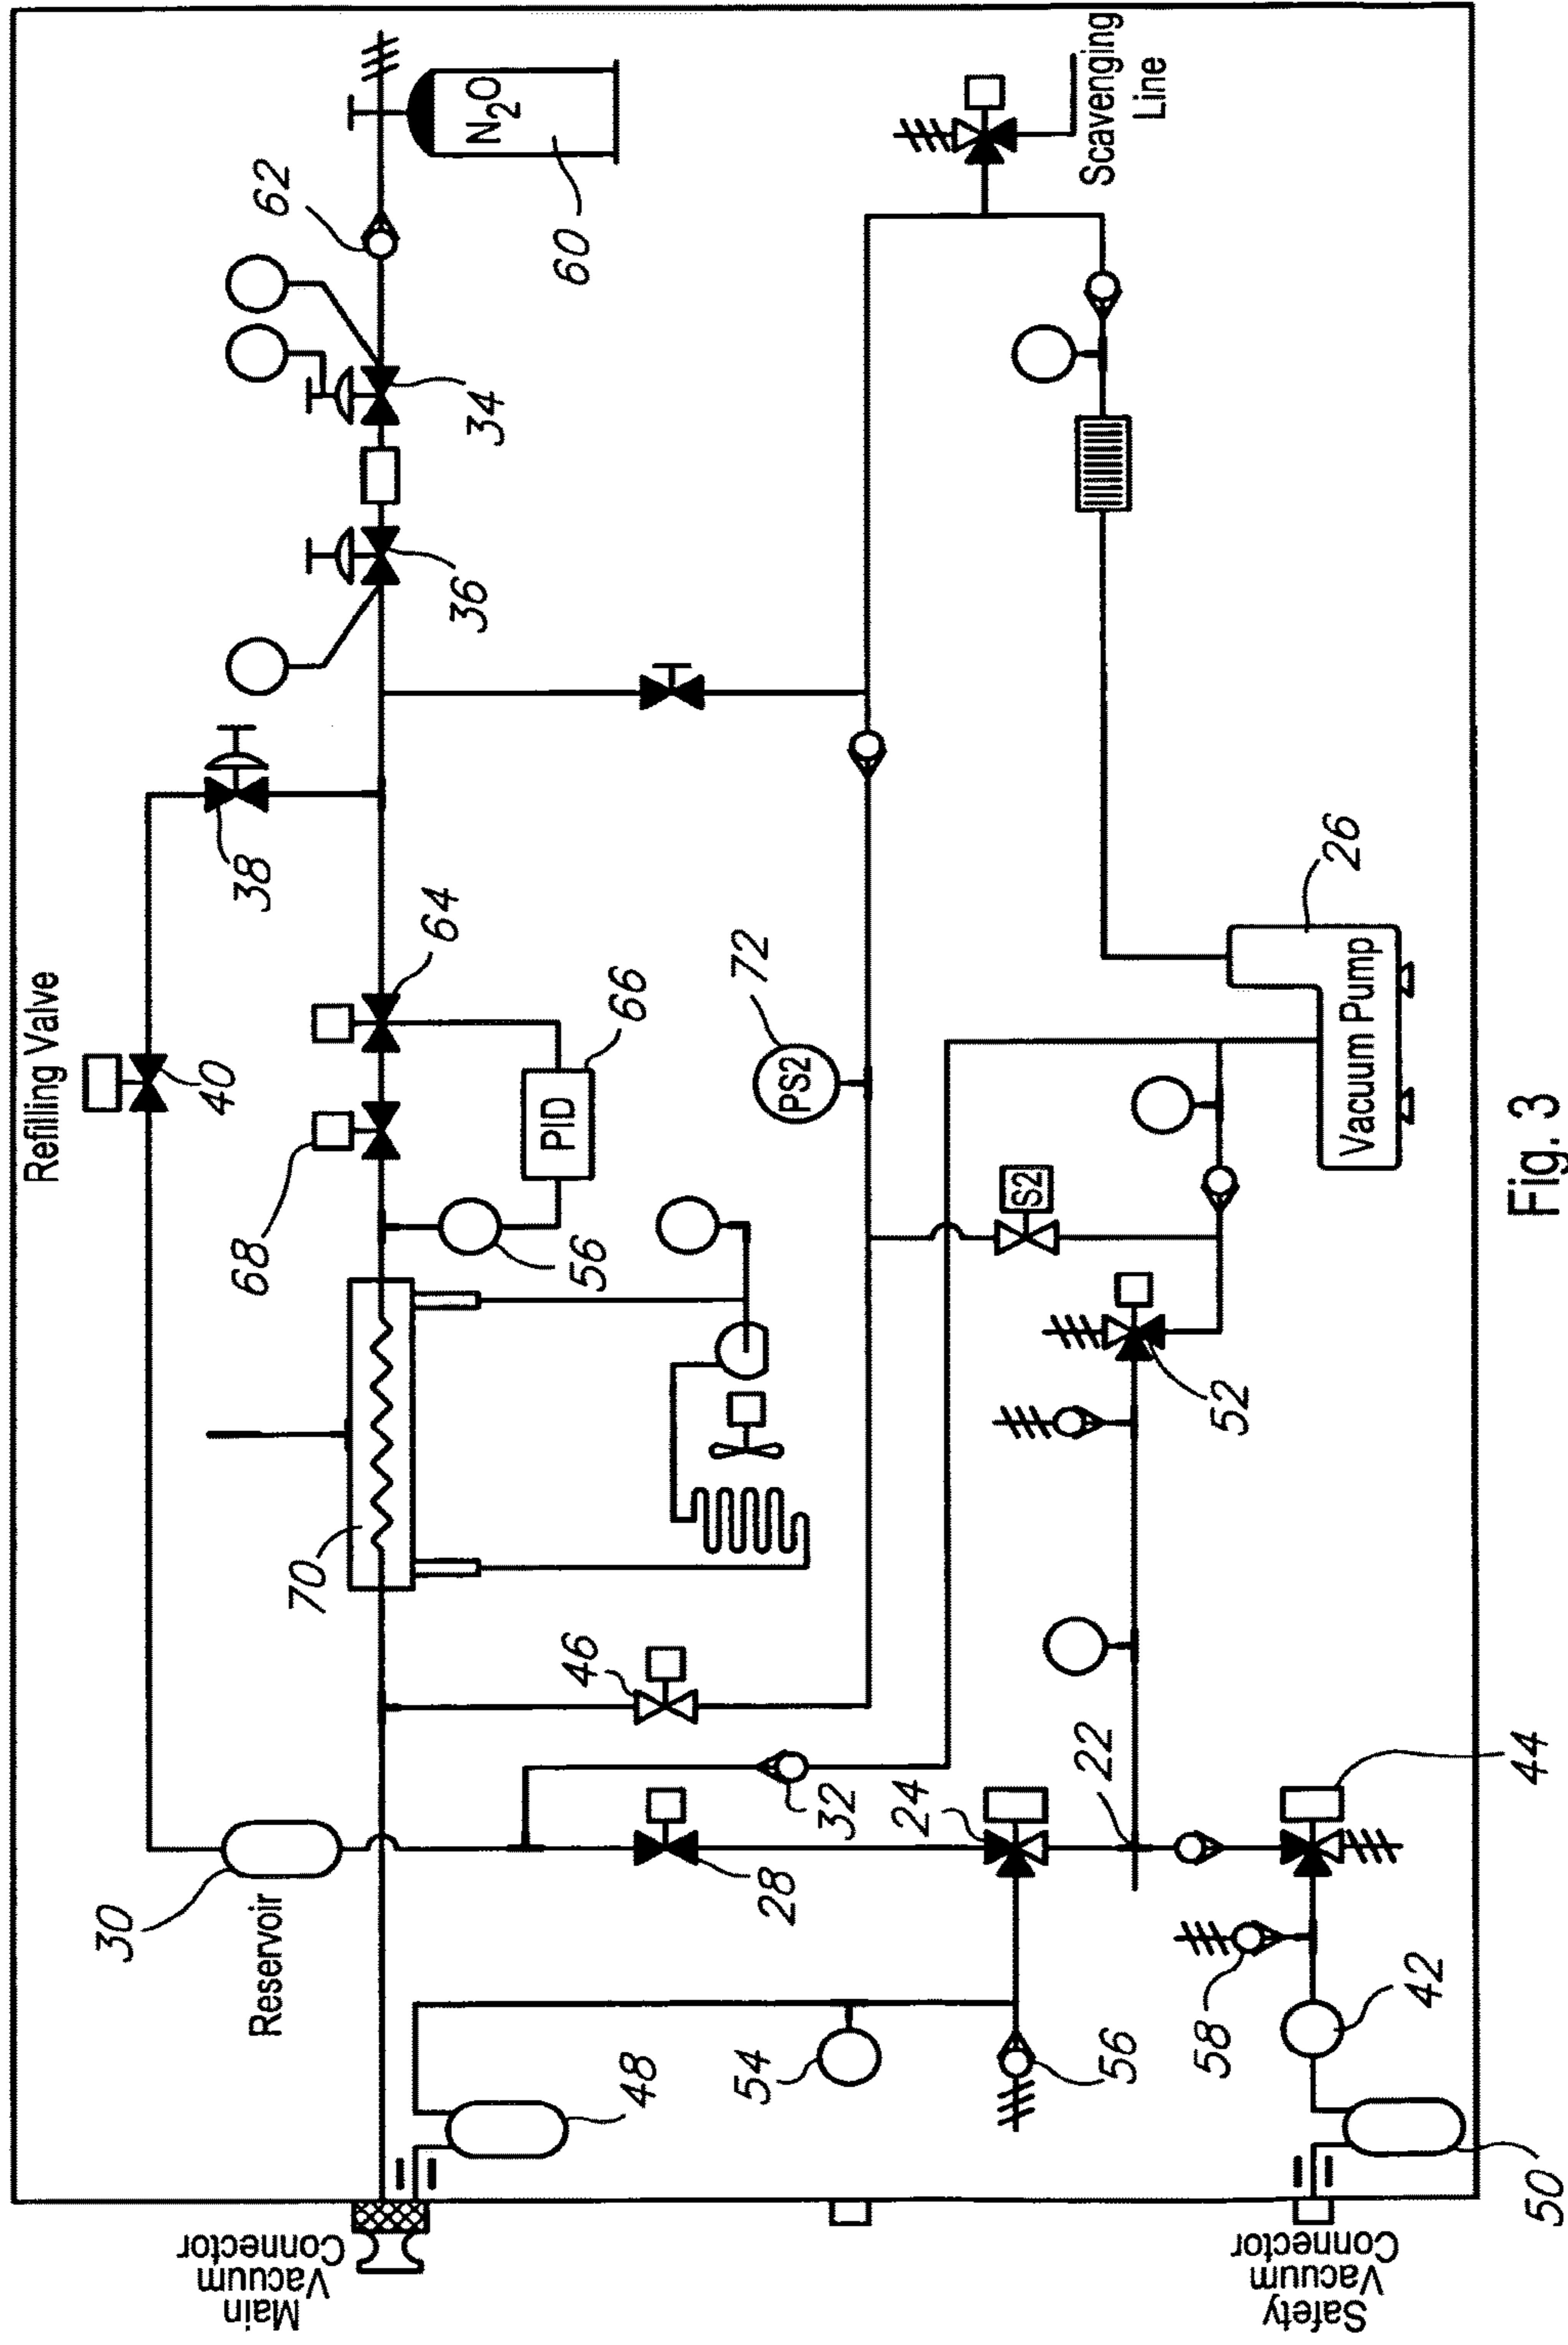 Refilling Valve
40
38
62
N2O
60
34
36
64
68
66
PID
56
70
30
Reservoir
46
72
PS2
Scavenging
Line
26
Vacuum Pump
S2
52
32
28
24
22
44
48
54
56
58
42
50
Main
Vacuum
Connector
Safety
Vacuum
Connector
Fig. 3